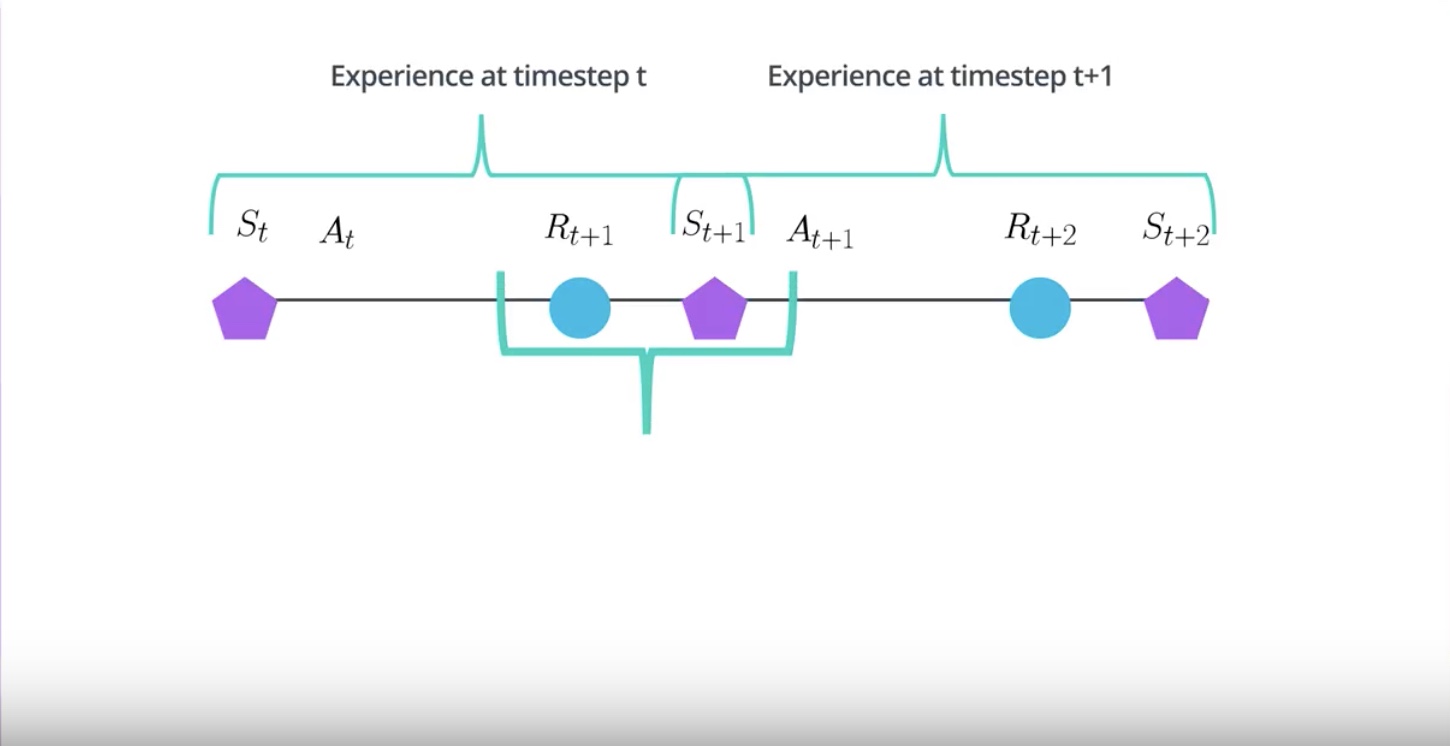 Experience at timestep t Experience at timestep t+1
S_t A_t R_{t+1} S_{t+1} A_{t+1} R_{t+2} S_{t+2}